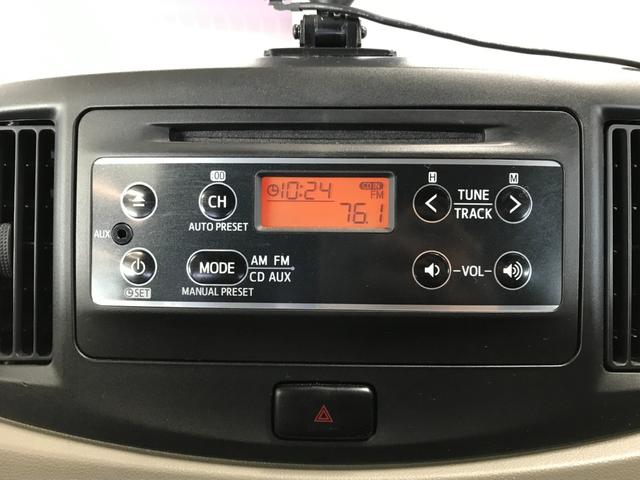 :00
H
M
CH
10:24
CD IN
FM
76.1
TUNE
TRACK
AUTO PRESET
AUX
MODE
AM FM
CD AUX
VOL
SET
MANUAL PRESET